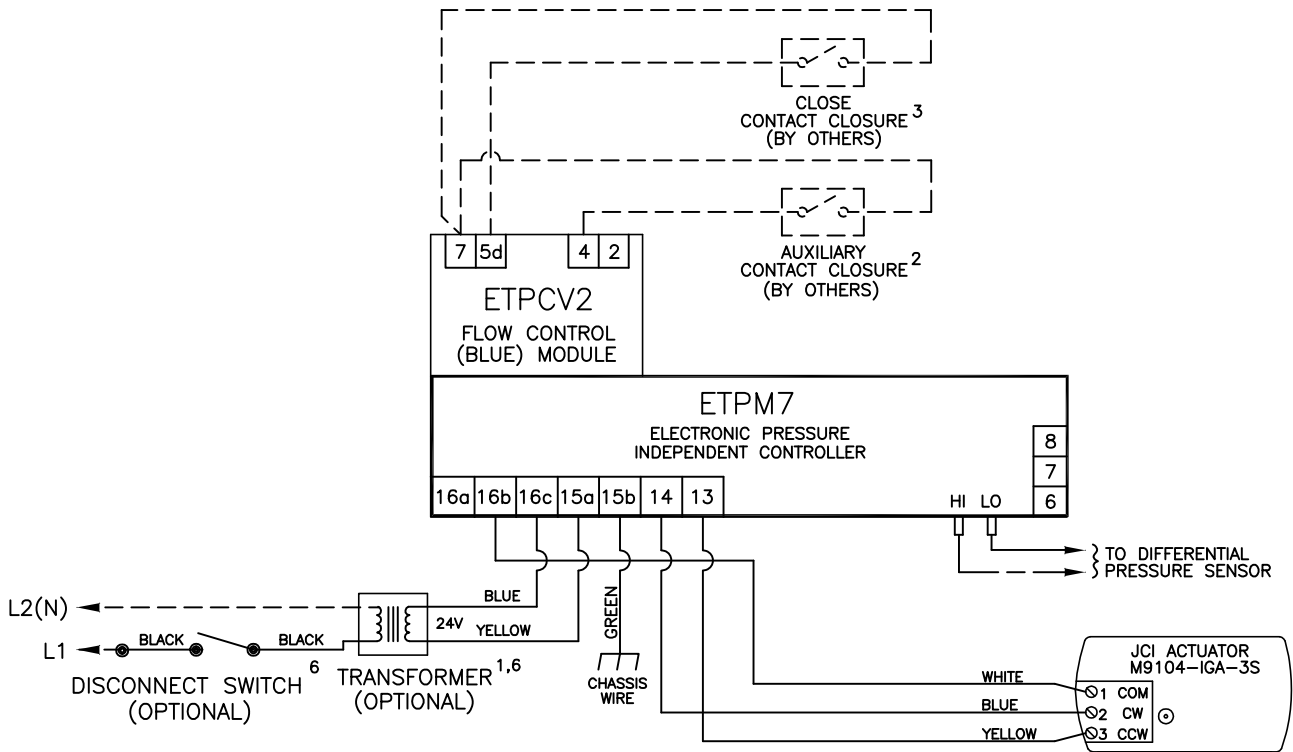 CLOSE
CONTACT CLOSURE 3
(BY OTHERS)
AUXILIARY
CONTACT CLOSURE 2
(BY OTHERS)
7 5d 4 2
ETPCV2
FLOW CONTROL
(BLUE) MODULE
ETPM7
ELECTRONIC PRESSURE
INDEPENDENT CONTROLLER
8
7
6
16a 16b 16c 15a 15b 14 13
HI LO
TO DIFFERENTIAL
PRESSURE SENSOR
L2(N)
L1
BLACK
BLACK
6
DISCONNECT SWITCH
(OPTIONAL)
BLUE
24V
YELLOW
TRANSFORMER 1,6
(OPTIONAL)
GREEN
CHASSIS
WIRE
WHITE
BLUE
YELLOW
JCI ACTUATOR
M9104-IGA-3S
1 COM
2 CW
3 CCW